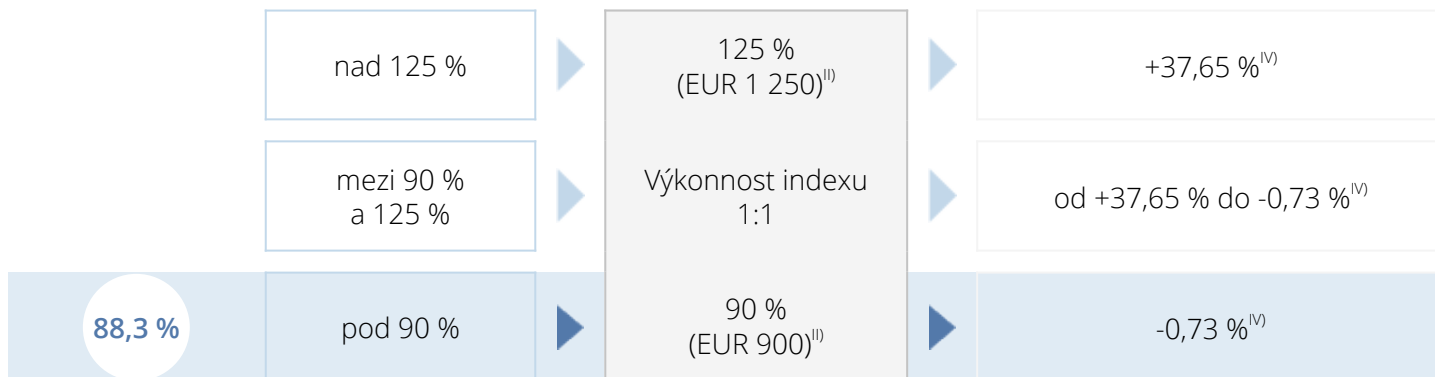 nad 125 %
125 %
(EUR 1 250)II)
+37,65 %IV)
mezi 90 %
a 125 %
Výkonnost indexu
1:1
od +37,65 % do -0,73 %IV)
88,3 %
pod 90 %
90 %
(EUR 900)II)
-0,73 %IV)